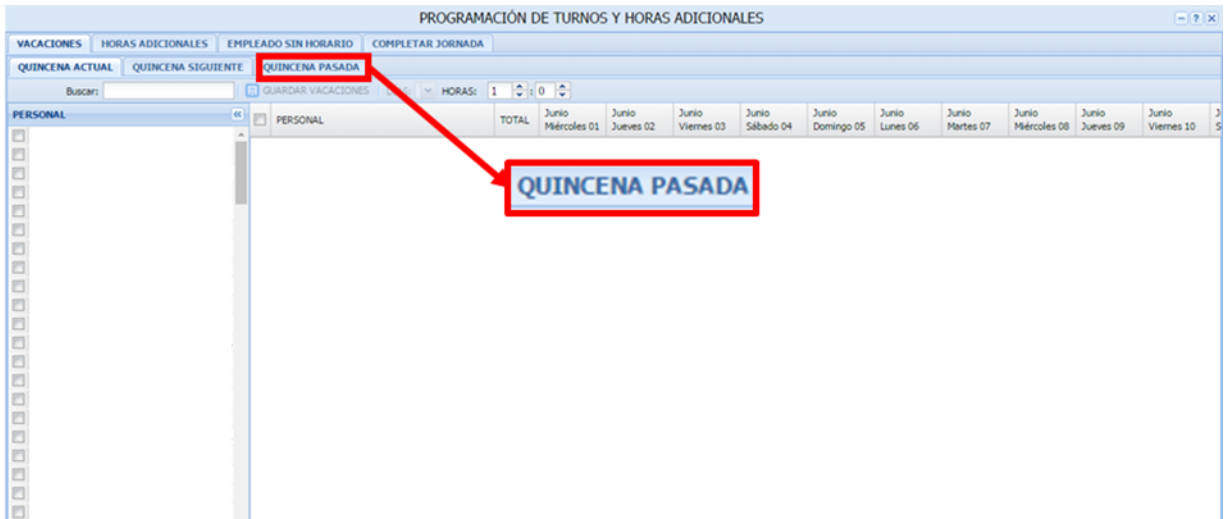 PROGRAMACIÓN DE TURNOS Y HORAS ADICIONALES
VACACIONES HORAS ADICIONALES EMPLEADO SIN HORARIO COMPLETAR JORNADA
QUINCENA ACTUAL QUINCENA SIGUIENTE QUINCENA PASADA
Buscar: GUARDAR VACACIONES HORAS: 1 : 0
PERSONAL PERSONAL TOTAL Junio Miércoles 01 Junio Jueves 02 Junio Viernes 03 Junio Sábado 04 Junio Domingo 05 Junio Lunes 06 Junio Martes 07 Junio Miércoles 08 Junio Jueves 09 Junio Viernes 10
QUINCENA PASADA